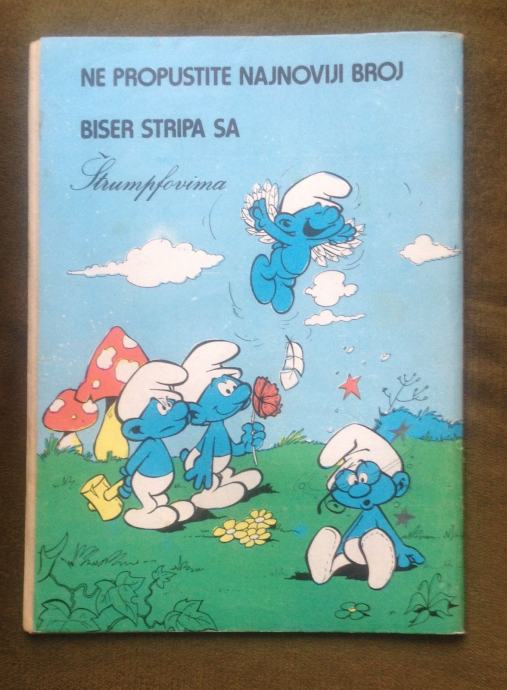 NE PROPUSTITE NAJNOVIJI BROJ
BISER STRIPA SA
Štrumpfovima